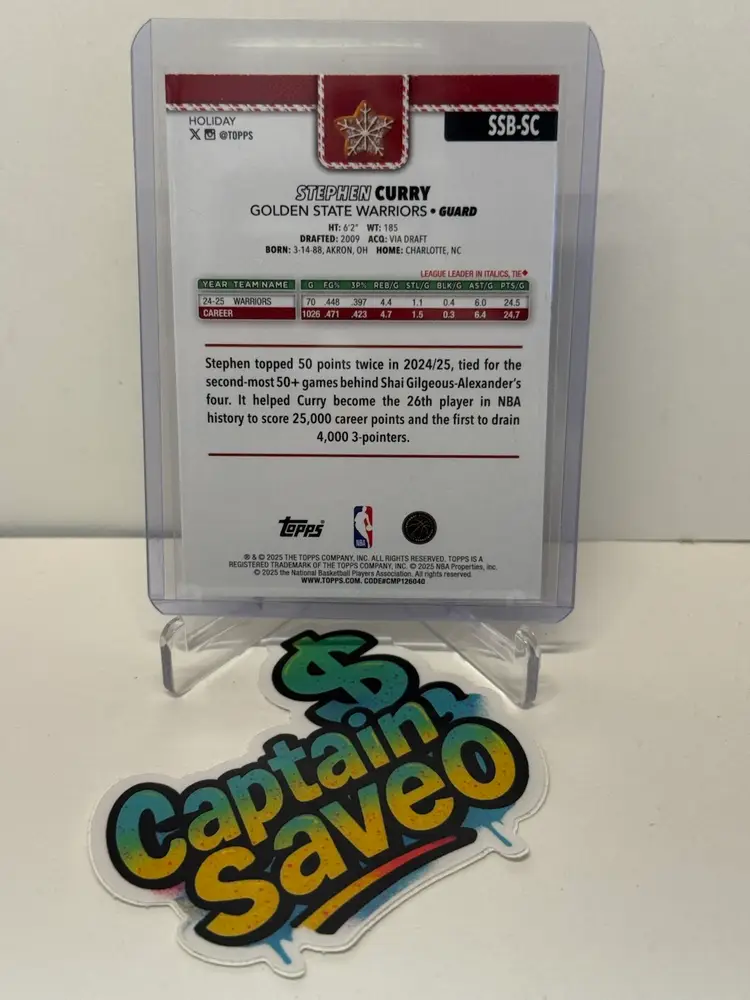 HOLIDAY
@TOPPS
SSB-SC
STEPHEN CURRY
GOLDEN STATE WARRIORS • GUARD
HT: 6'2" WT: 185
DRAFTED: 2009 ACQ: VIA DRAFT
BORN: 3-14-88, AKRON, OH HOME: CHARLOTTE, NC
LEAGUE LEADER IN ITALICS, TIE◆
YEAR TEAM NAME G FG% 3P% REB/G STL/G BLK/G AST/G PTS/G
24-25 WARRIORS 70 .448 .397 4.4 1.1 0.4 6.0 24.5
CAREER 1026 .471 .423 4.7 1.5 0.3 6.4 24.7
Stephen topped 50 points twice in 2024/25, tied for the
second-most 50+ games behind Shai Gilgeous-Alexander's
four. It helped Curry become the 26th player in NBA
history to score 25,000 career points and the first to drain
4,000 3-pointers.
Topps
NBA
® & © 2025 THE TOPPS COMPANY, INC. ALL RIGHTS RESERVED. TOPPS IS A
REGISTERED TRADEMARK OF THE TOPPS COMPANY, INC. © 2025 NBA Properties, Inc.
© 2025 the National Basketball Players Association. All rights reserved.
WWW.TOPPS.COM. CODE#CMP126040
$
Captain
SaveO